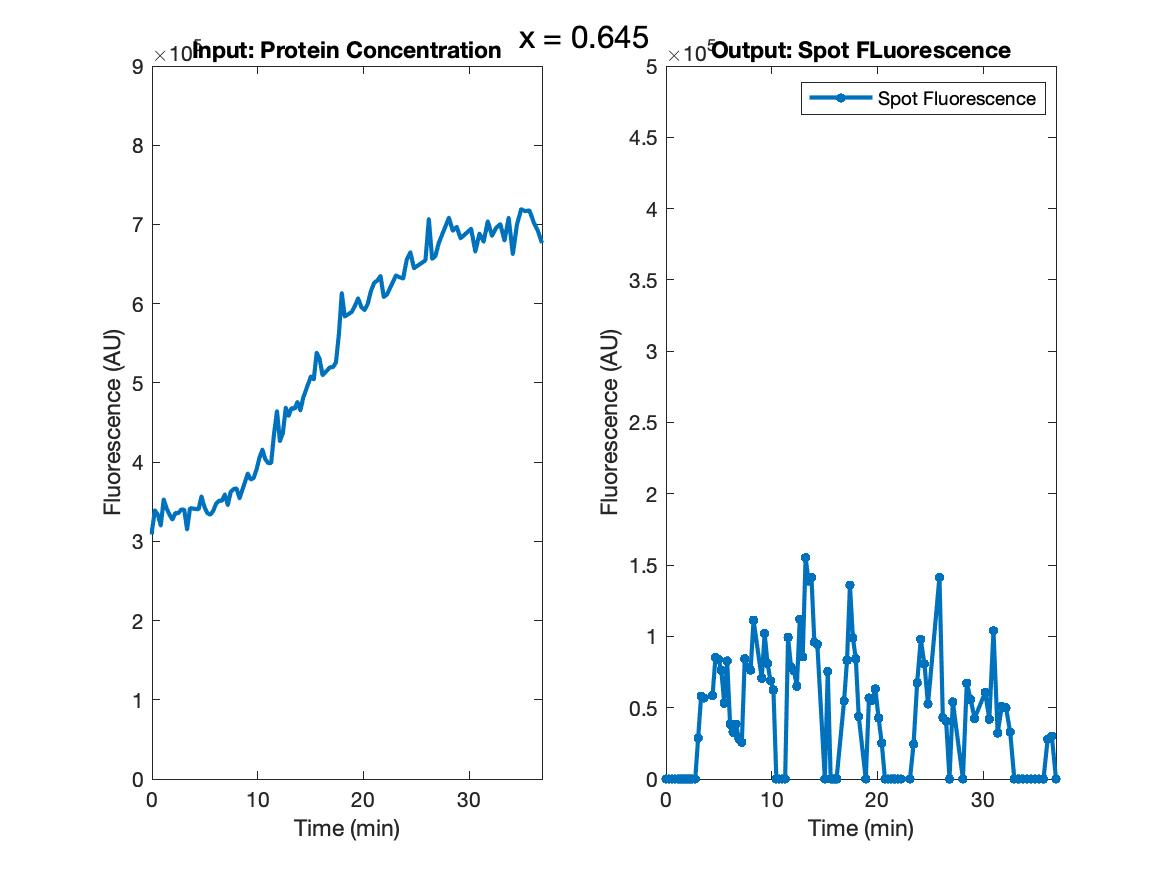 x = 0.645
×10⁵
Input: Protein Concentration
9
8
7
6
5
4
3
2
1
0
Fluorescence (AU)
0 10 20 30
Time (min)
×10⁵
Output: Spot FLuorescence
Spot Fluorescence
5
4.5
4
3.5
3
2.5
2
1.5
1
0.5
0
Fluorescence (AU)
0 10 20 30
Time (min)